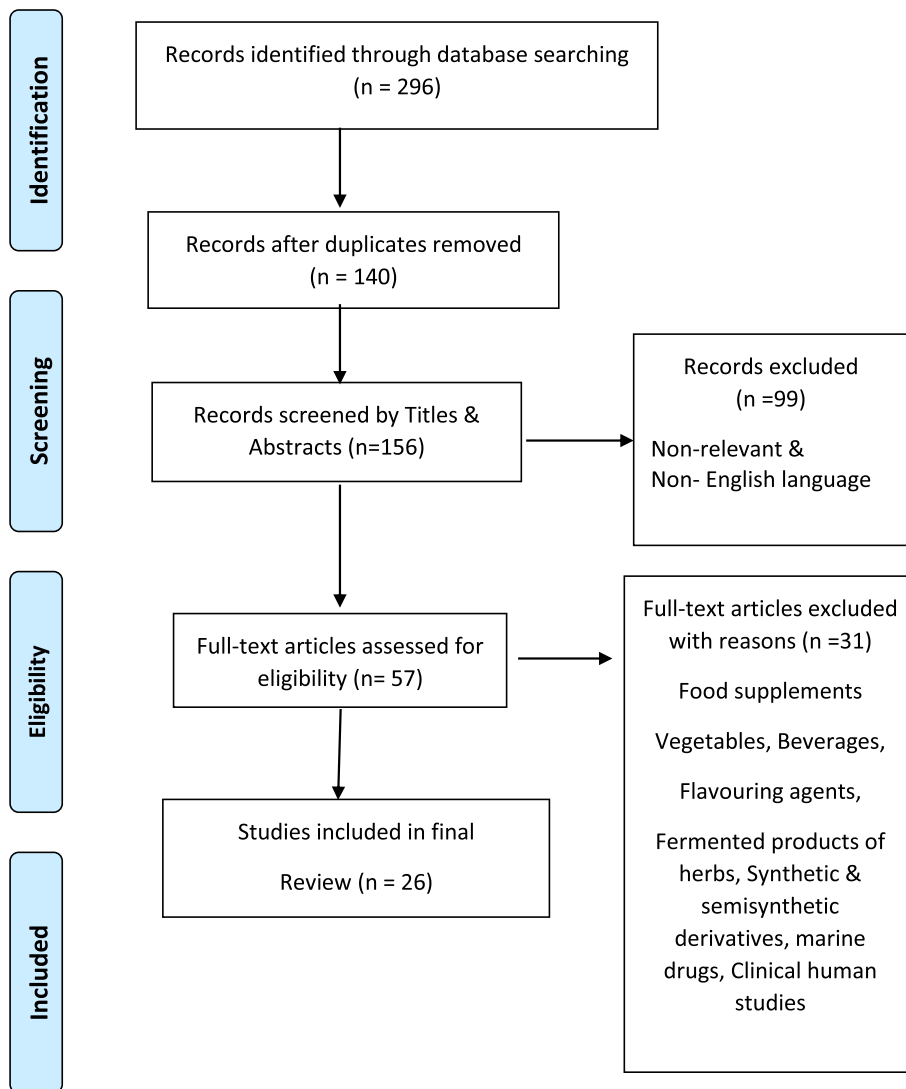 Identification
Records identified through database searching
(n = 296)
Records after duplicates removed
(n = 140)
Screening
Records screened by Titles &
Abstracts (n=156)
Records excluded
(n =99)
Non-relevant &
Non- English language
Eligibility
Full-text articles assessed for
eligibility (n= 57)
Full-text articles excluded
with reasons (n =31)
Food supplements
Vegetables, Beverages,
Flavouring agents,
Fermented products of
herbs, Synthetic &
semisynthetic
derivatives, marine
drugs, Clinical human
studies
Included
Studies included in final
Review (n = 26)